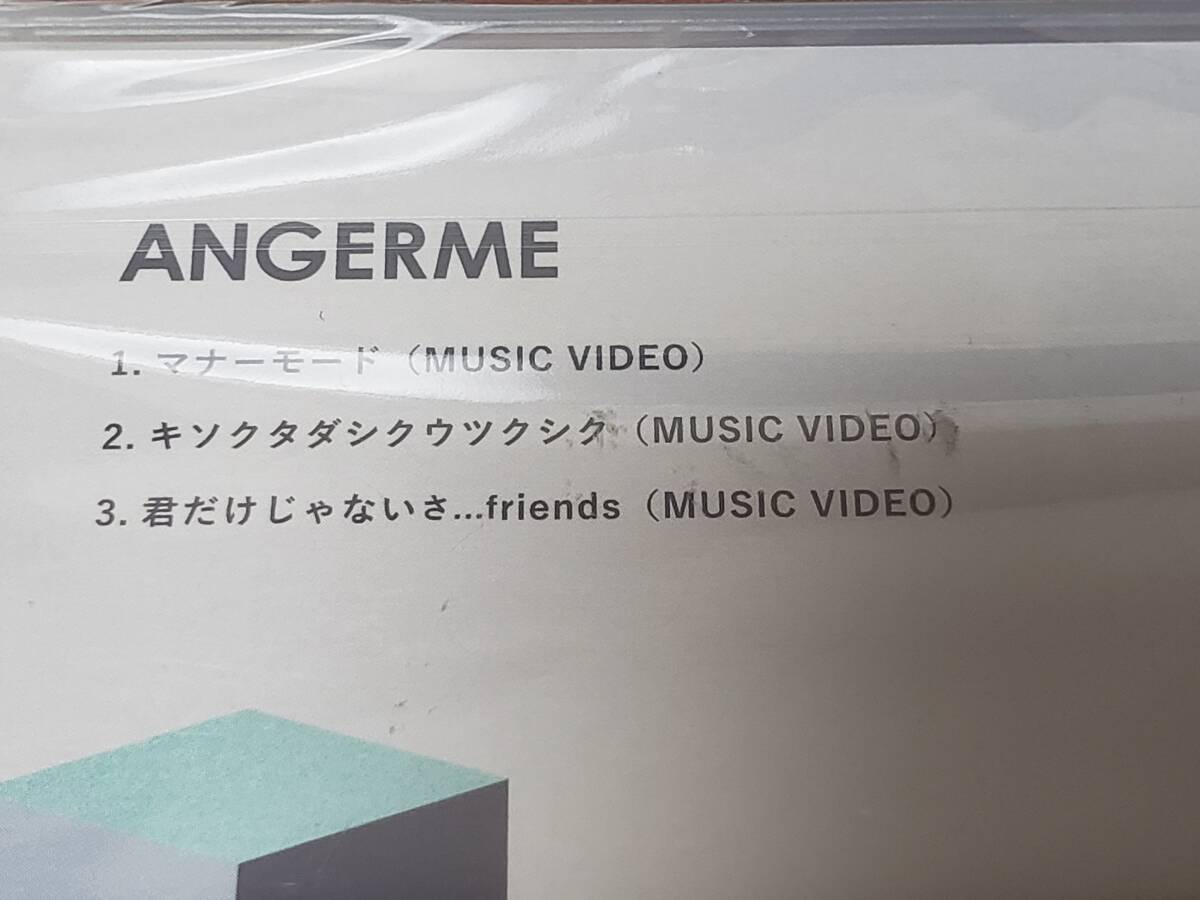 ANGERME
1. マナーモード（MUSIC VIDEO）
2. キソクタダシクウツクシク（MUSIC VIDEO）
3. 君だけじゃないさ...friends（MUSIC VIDEO）